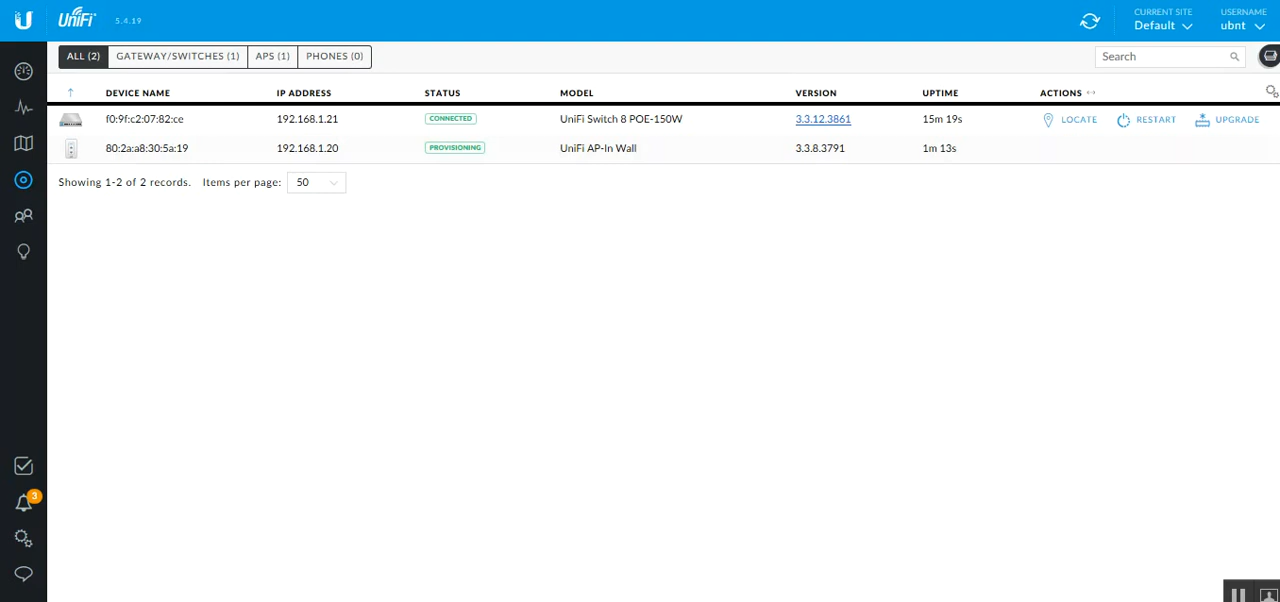 UniFi 5.4.19 CURRENT SITE USERNAME
Default ubnt
ALL (2) GATEWAY/SWITCHES (1) APS (1) PHONES (0) Search
DEVICE NAME IP ADDRESS STATUS MODEL VERSION UPTIME ACTIONS
f0:9f:c2:07:82:ce 192.168.1.21 CONNECTED UniFi Switch 8 POE-150W 3.3.12.3861 15m 19s LOCATE RESTART UPGRADE
80:2a:a8:30:5a:19 192.168.1.20 PROVISIONING UniFi AP-In Wall 3.3.8.3791 1m 13s
Showing 1-2 of 2 records. Items per page: 50
3